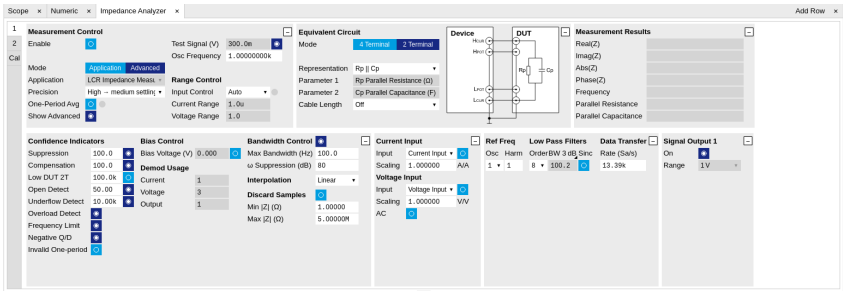 Scope × Numeric × Impedance Analyzer × Add Row ×
1
2
Cal
Measurement Control
Enable
Test Signal (V) 300.0m
Osc Frequency 1.00000000k
Mode Application Advanced
Application LCR Impedance Measu
Range Control
Precision High → medium settling
Input Control Auto
One-Period Avg
Current Range 1.0u
Show Advanced
Voltage Range 1.0
Equivalent Circuit
Mode 4 Terminal 2 Terminal
Representation Rp || Cp
Parameter 1 Rp Parallel Resistance (Ω)
Parameter 2 Cp Parallel Capacitance (F)
Cable Length Off
Device DUT
HCUR
HPOT
Rp Cp
LPOT
LCUR
Measurement Results
Real(Z)
Imag(Z)
Abs(Z)
Phase(Z)
Frequency
Parallel Resistance
Parallel Capacitance
Confidence Indicators
Suppression 100.0
Compensation 100.0
Low DUT 2T 100.0k
Open Detect 50.00
Underflow Detect 10.00k
Overload Detect
Frequency Limit
Negative Q/D
Invalid One-period
Bias Control
Bias Voltage (V) 0.000
Demod Usage
Current 1
Voltage 3
Output 1
Bandwidth Control
Max Bandwidth (Hz) 100.0
ω Suppression (dB) 80
Interpolation Linear
Discard Samples
Min |Z| (Ω) 1.00000
Max |Z| (Ω) 5.00000M
Current Input
Input Current Input
Scaling 1.000000 A/A
Voltage Input
Input Voltage Input
Scaling 1.000000 V/V
AC
Ref Freq Low Pass Filters Data Transfer
Osc Harm Order BW 3 dB Sinc Rate (Sa/s)
1 1 8 100.2 13.39k
Signal Output 1
On
Range 1 V